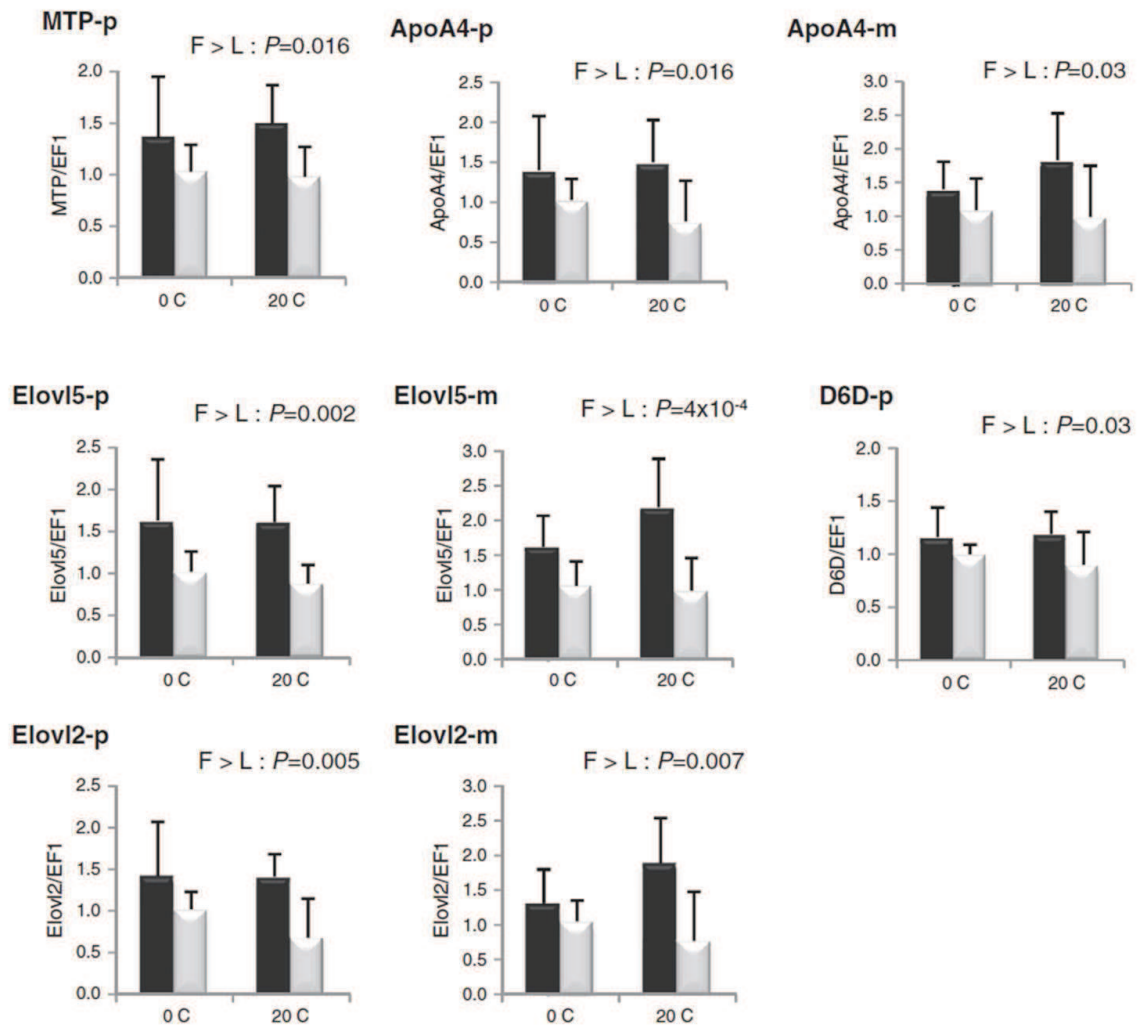 MTP-p
F > L : P=0.016
2.0
1.5
1.0
0.5
0.0
MTP/EF1
0 C 20 C
ApoA4-p
F > L : P=0.016
2.5
2.0
1.5
1.0
0.5
0.0
ApoA4/EF1
0 C 20 C
ApoA4-m
F > L : P=0.03
3.0
2.5
2.0
1.5
1.0
0.5
0.0
ApoA4/EF1
0 C 20 C
Elovl5-p
F > L : P=0.002
2.5
2.0
1.5
1.0
0.5
0.0
Elovl5/EF1
0 C 20 C
Elovl5-m
F > L : P=4x10⁻⁴
3.0
2.5
2.0
1.5
1.0
0.5
0.0
Elovl5/EF1
0 C 20 C
D6D-p
F > L : P=0.03
2.0
1.5
1.0
0.5
0.0
D6D/EF1
0 C 20 C
Elovl2-p
F > L : P=0.005
2.5
2.0
1.5
1.0
0.5
0.0
Elovl2/EF1
0 C 20 C
Elovl2-m
F > L : P=0.007
3.0
2.5
2.0
1.5
1.0
0.5
0.0
Elovl2/EF1
0 C 20 C